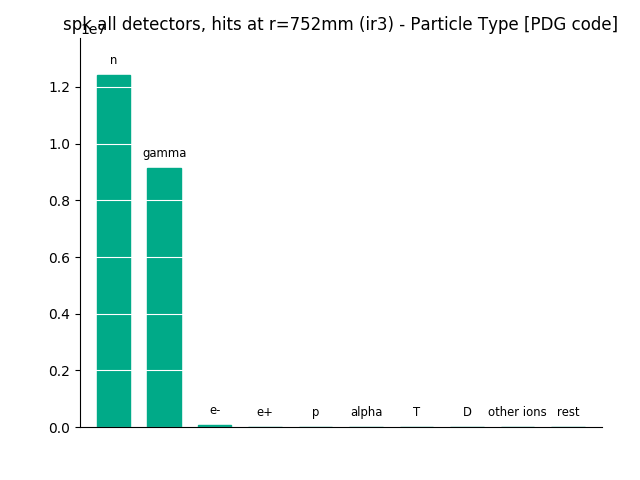 spk all detectors, hits at r=752mm (ir3) - Particle Type [PDG code]
1e7
n
gamma
e-
e+
p
alpha
T
D
other ions
rest
1.2
1.0
0.8
0.6
0.4
0.2
0.0